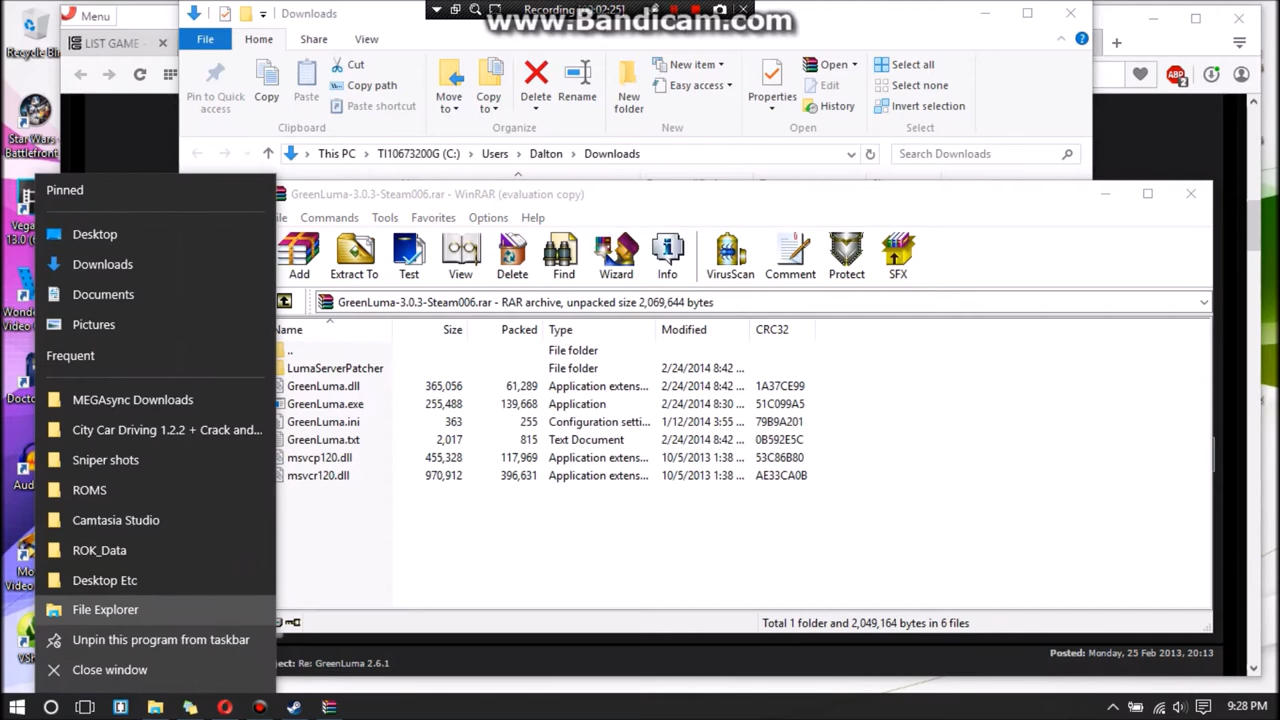 Recycle Bin
Menu
Downloads
Recording [00:02:25]
www.Bandicam.com
LIST GAME -
File
Home
Share
View
Pin to Quick access
Copy
Paste
Cut
Copy path
Paste shortcut
Clipboard
Move to
Copy to
Delete
Rename
Organize
New folder
New item
Easy access
New
Properties
Open
Edit
History
Open
Select all
Select none
Invert selection
Select
ABP
2
Star Wars Battlefront
This PC
TI10673200G (C:)
Users
Dalton
Downloads
Search Downloads
GreenLuma-3.0.3-Steam006.rar - WinRAR (evaluation copy)
Commands
Tools
Favorites
Options
Help
Add
Extract To
Test
View
Delete
Find
Wizard
Info
VirusScan
Comment
Protect
SFX
GreenLuma-3.0.3-Steam006.rar - RAR archive, unpacked size 2,069,644 bytes
Name Size Packed Type Modified CRC32
.. File folder
LumaServerPatcher File folder 2/24/2014 8:42 ...
GreenLuma.dll 365,056 61,289 Application extens... 2/24/2014 8:42 ... 1A37CE99
GreenLuma.exe 255,488 139,668 Application 2/24/2014 8:30 ... 51C099A5
GreenLuma.ini 363 255 Configuration setti... 1/12/2014 3:55 ... 79B9A201
GreenLuma.txt 2,017 815 Text Document 2/24/2014 8:42 ... 0B592E5C
msvcp120.dll 455,328 117,969 Application extens... 10/5/2013 1:38 ... 53C86B80
msvcr120.dll 970,912 396,631 Application extens... 10/5/2013 1:38 ... AE33CA0B
Total 1 folder and 2,049,164 bytes in 6 files
Pinned
Desktop
Downloads
Documents
Pictures
Frequent
MEGAsync Downloads
City Car Driving 1.2.2 + Crack and...
Sniper shots
ROMS
Camtasia Studio
ROK_Data
Desktop Etc
File Explorer
Unpin this program from taskbar
Close window
Re: GreenLuma 2.6.1
Posted: Monday, 25 Feb 2013, 20:13
9:28 PM